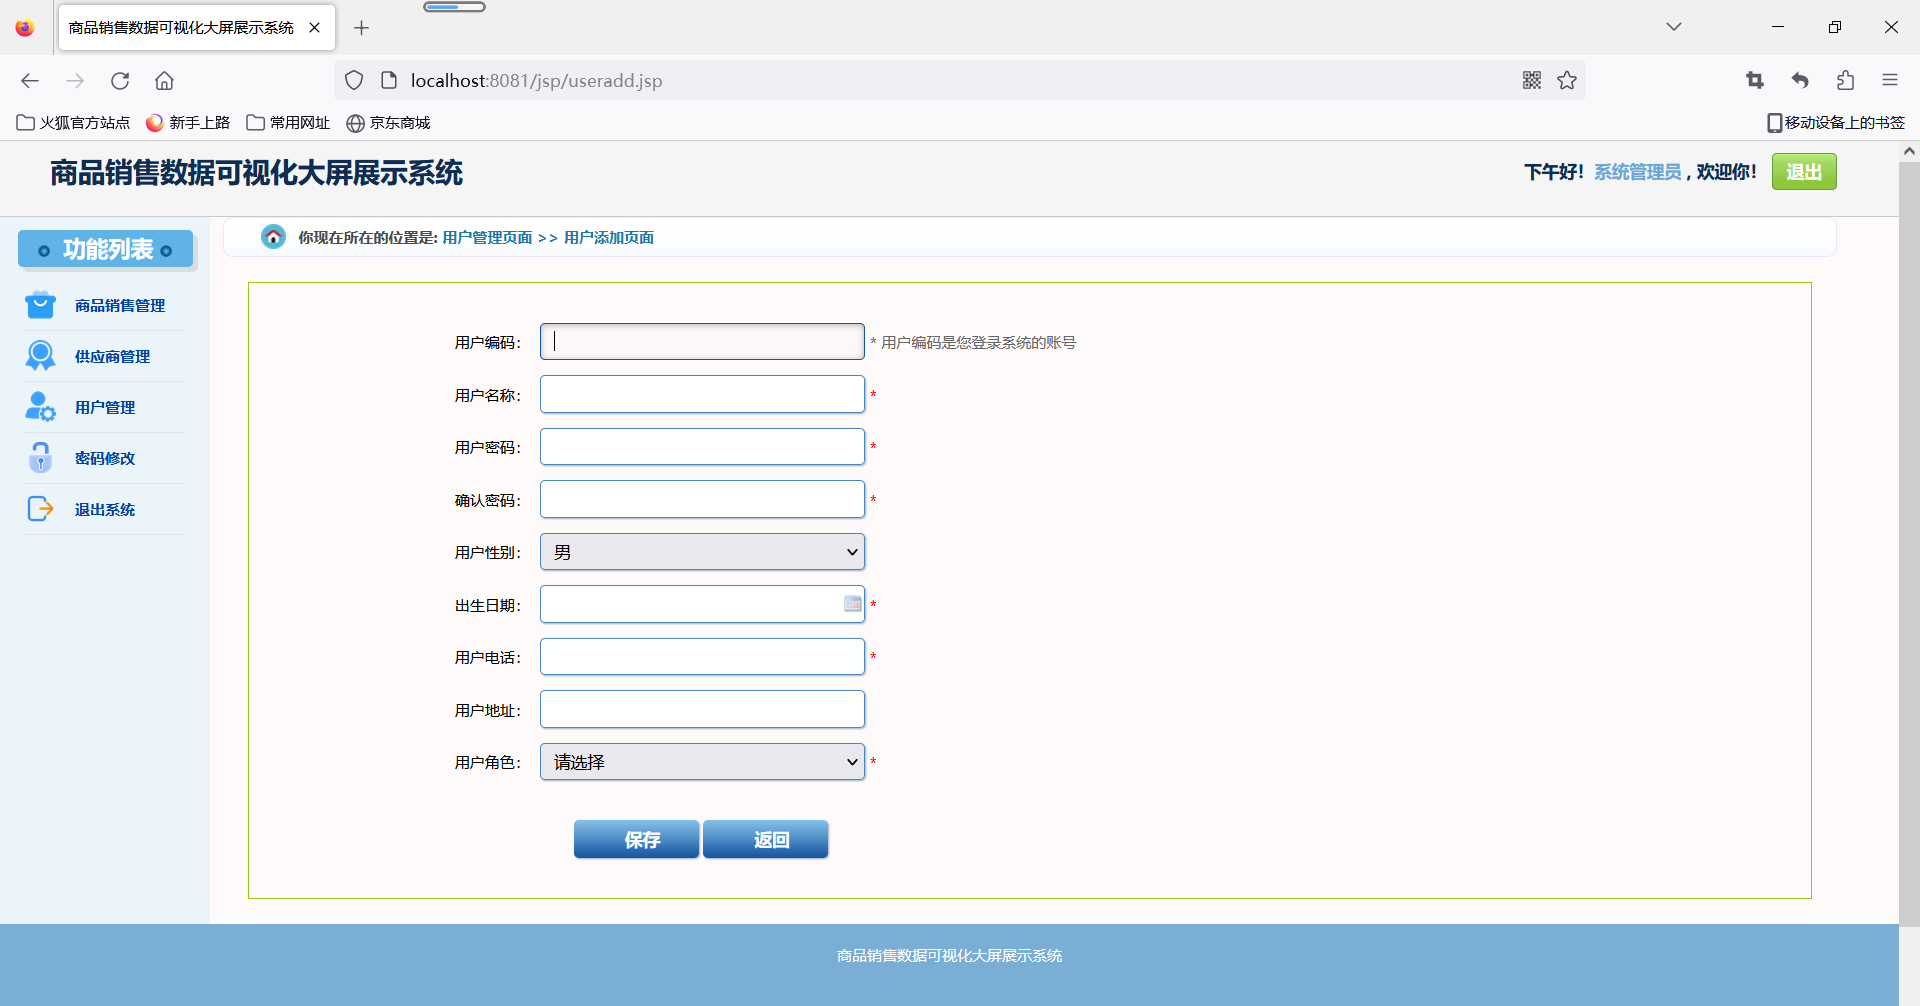 商品销售数据可视化大屏展示系统
localhost:8081/jsp/useradd.jsp
火狐官方站点 新手上路 常用网址 京东商城 移动设备上的书签
商品销售数据可视化大屏展示系统
下午好！ 系统管理员 , 欢迎你！ 退出
功能列表
商品销售管理
供应商管理
用户管理
密码修改
退出系统
你现在所在的位置是: 用户管理页面 >> 用户添加页面
用户编码： * 用户编码是您登录系统的账号
用户名称： *
用户密码： *
确认密码： *
用户性别： 男
出生日期： *
用户电话： *
用户地址：
用户角色： 请选择 *
保存 返回
商品销售数据可视化大屏展示系统